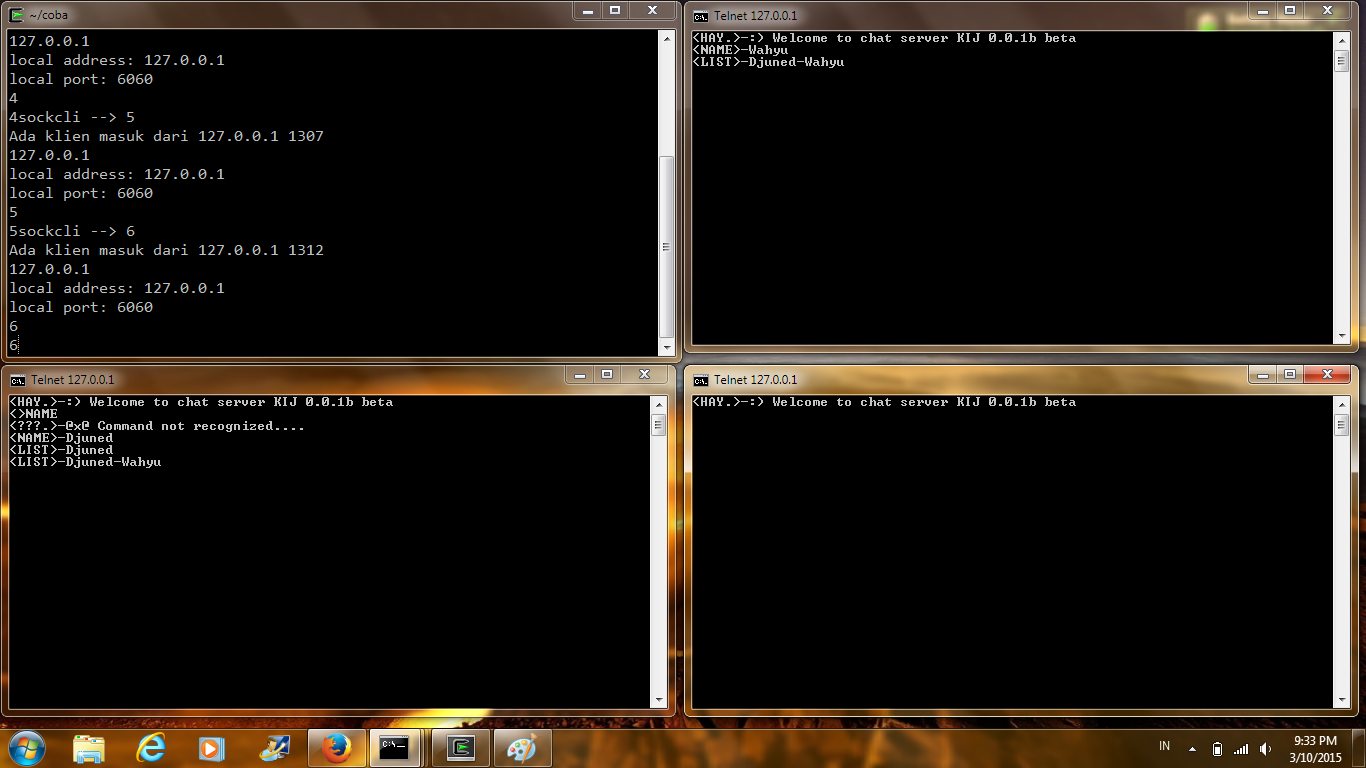 ~/coba
127.0.0.1
local address: 127.0.0.1
local port: 6060
4
4sockcli --> 5
Ada klien masuk dari 127.0.0.1 1307
127.0.0.1
local address: 127.0.0.1
local port: 6060
5
5sockcli --> 6
Ada klien masuk dari 127.0.0.1 1312
127.0.0.1
local address: 127.0.0.1
local port: 6060
6
6
Telnet 127.0.0.1
<HAY.>-:> Welcome to chat server KIJ 0.0.1b beta
<NAME>-Wahyu
<LIST>-Djuned-Wahyu
Telnet 127.0.0.1
<HAY.>-:> Welcome to chat server KIJ 0.0.1b beta
<>NAME
<???.>-@x@ Command not recognized....
<NAME>-Djuned
<LIST>-Djuned
<LIST>-Djuned-Wahyu
Telnet 127.0.0.1
<HAY.>-:> Welcome to chat server KIJ 0.0.1b beta
IN
9:33 PM
3/10/2015